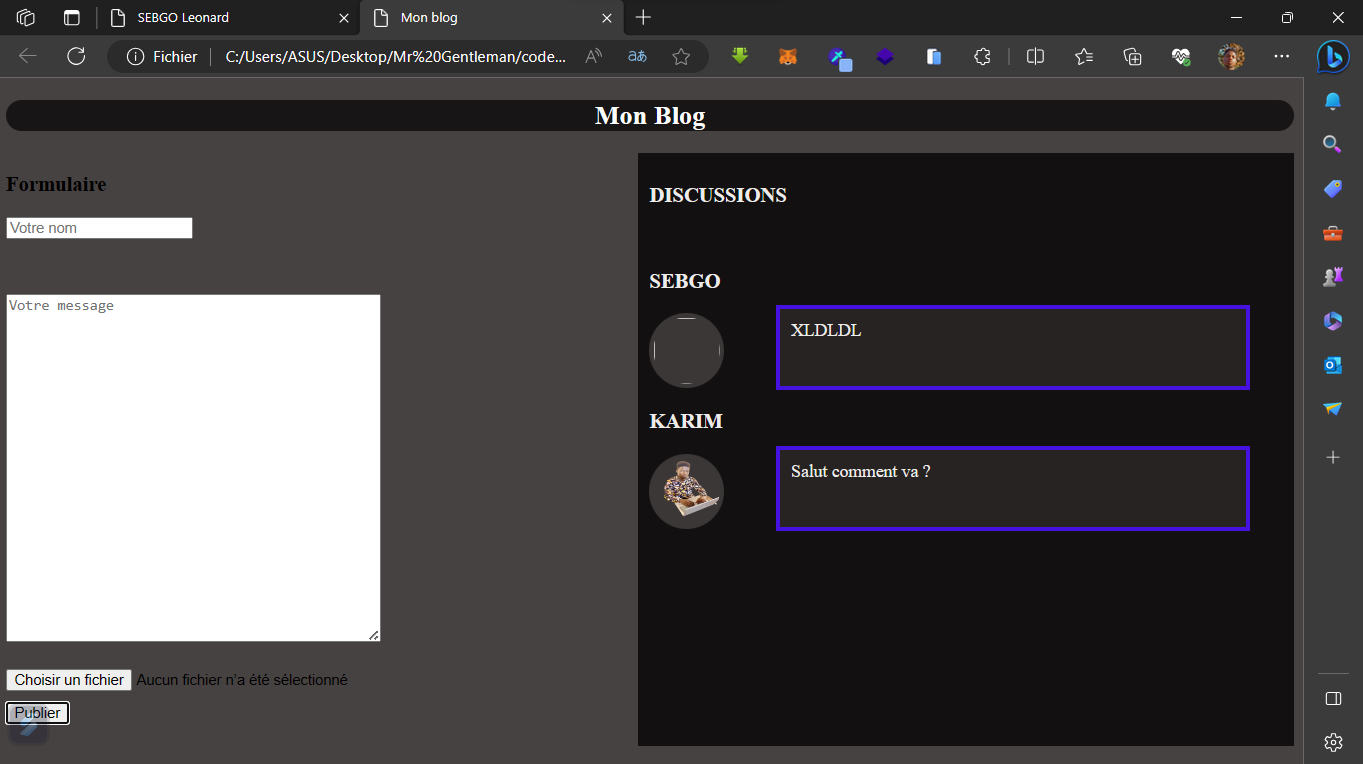 SEBGO Leonard
Mon blog
Fichier
C:/Users/ASUS/Desktop/Mr%20Gentleman/code...
Mon Blog
Formulaire
Votre nom
Votre message
Choisir un fichier Aucun fichier n'a été sélectionné
Publier
DISCUSSIONS
SEBGO
XLDLDL
KARIM
Salut comment va ?